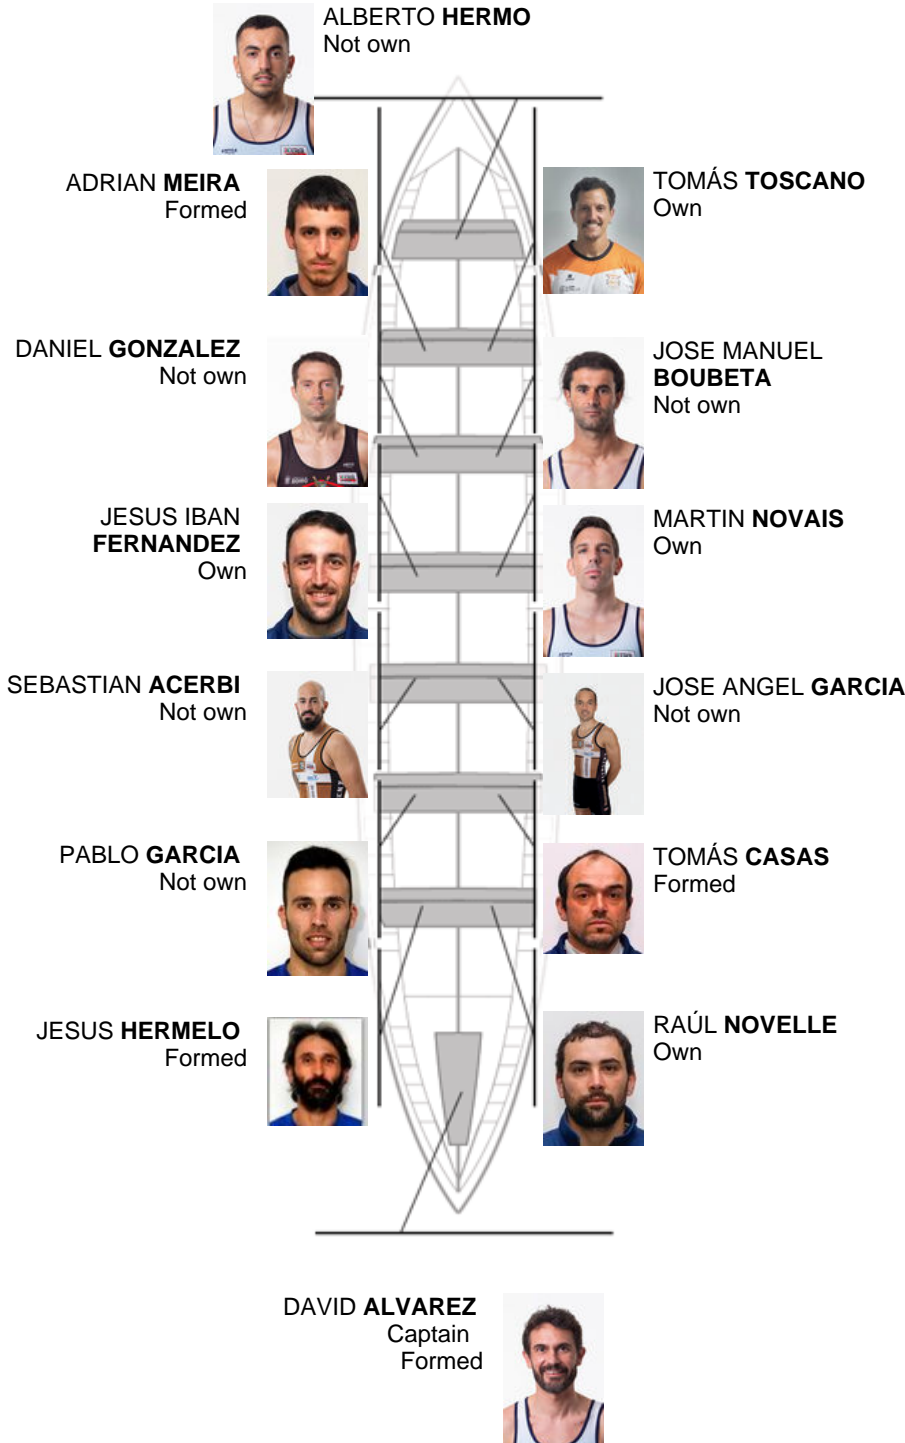 ALBERTO HERMO
Not own
ADRIAN MEIRA
Formed
TOMÁS TOSCANO
Own
DANIEL GONZALEZ
Not own
JOSE MANUEL
BOUBETA
Not own
JESUS IBAN
FERNANDEZ
Own
MARTIN NOVAIS
Own
SEBASTIAN ACERBI
Not own
JOSE ANGEL GARCIA
Not own
PABLO GARCIA
Not own
TOMÁS CASAS
Formed
JESUS HERMELO
Formed
RAÚL NOVELLE
Own
DAVID ALVAREZ
Captain
Formed